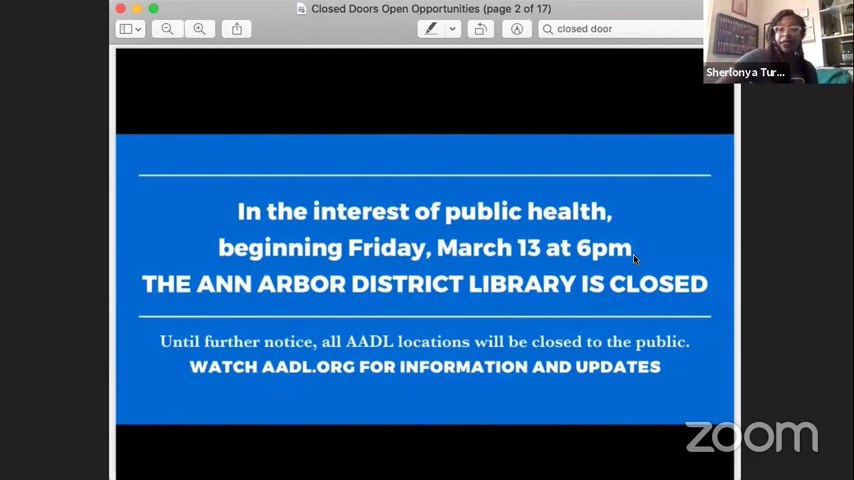 Closed Doors Open Opportunities (page 2 of 17)
closed door
Sherlonya Tur...
In the interest of public health,
beginning Friday, March 13 at 6pm
THE ANN ARBOR DISTRICT LIBRARY IS CLOSED
Until further notice, all AADL locations will be closed to the public.
WATCH AADL.ORG FOR INFORMATION AND UPDATES
zoom